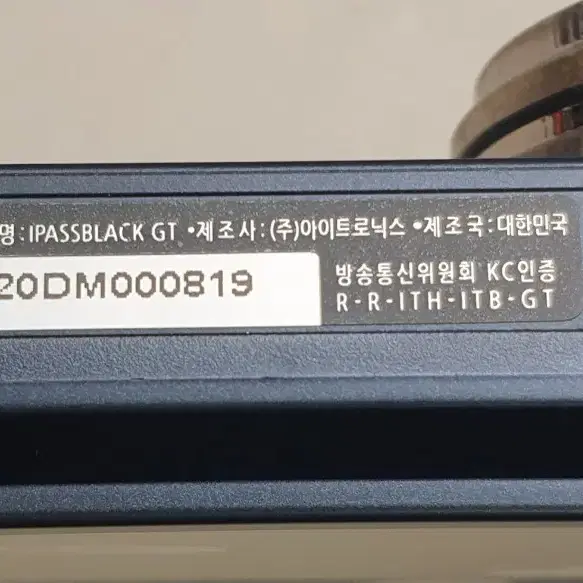 명 : IPASSBLACK GT •제조사 : (주)아이트로닉스 •제조국 : 대한민국
20DM000819
방송통신위원회 KC인증
R-R-ITH-ITB-GT